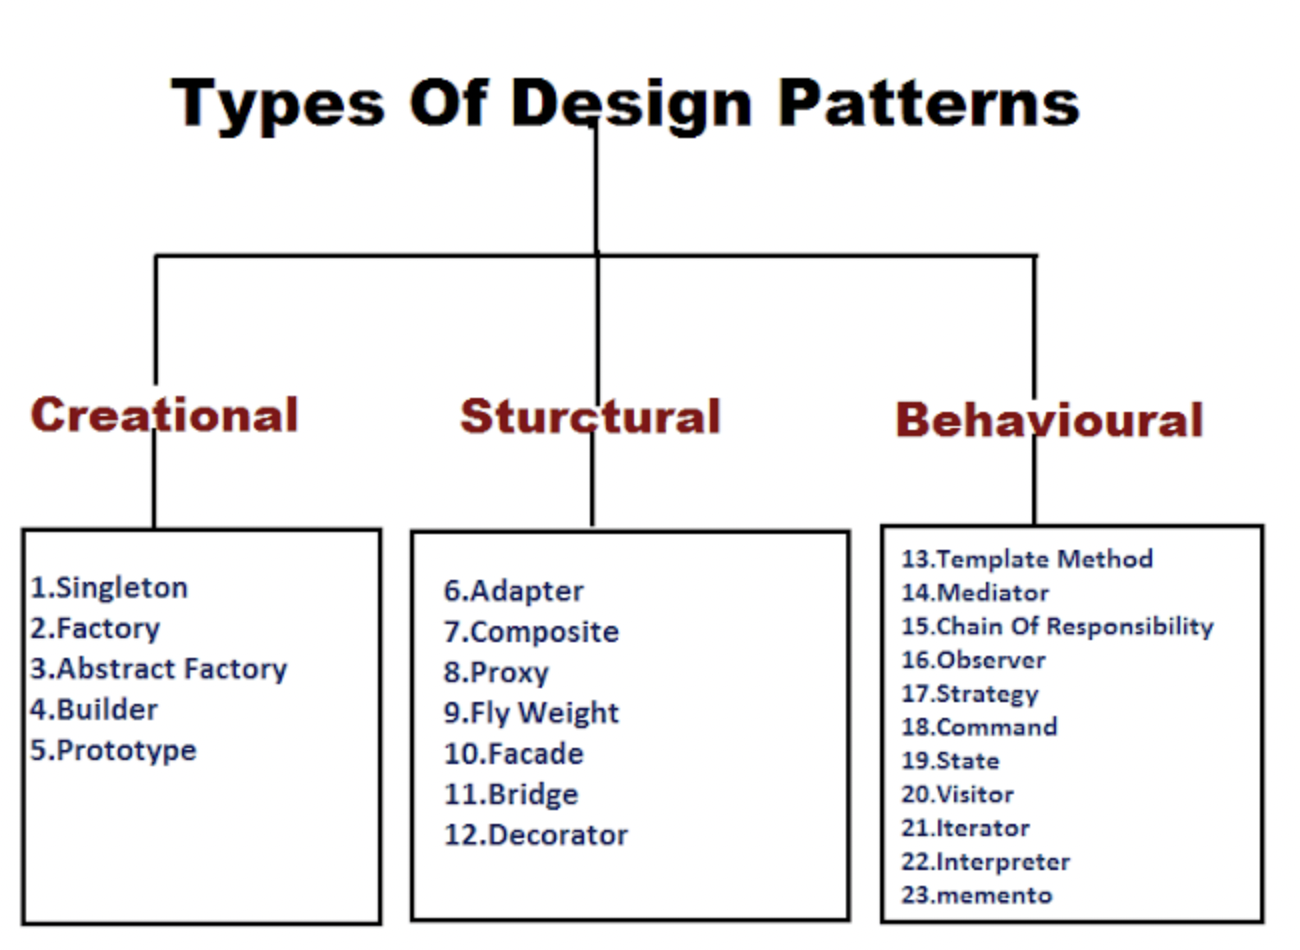 Types Of Design Patterns
Creational
Sturctural
Behavioural
1.Singleton
2.Factory
3.Abstract Factory
4.Builder
5.Prototype
6.Adapter
7.Composite
8.Proxy
9.Fly Weight
10.Facade
11.Bridge
12.Decorator
13.Template Method
14.Mediator
15.Chain Of Responsibility
16.Observer
17.Strategy
18.Command
19.State
20.Visitor
21.Iterator
22.Interpreter
23.memento